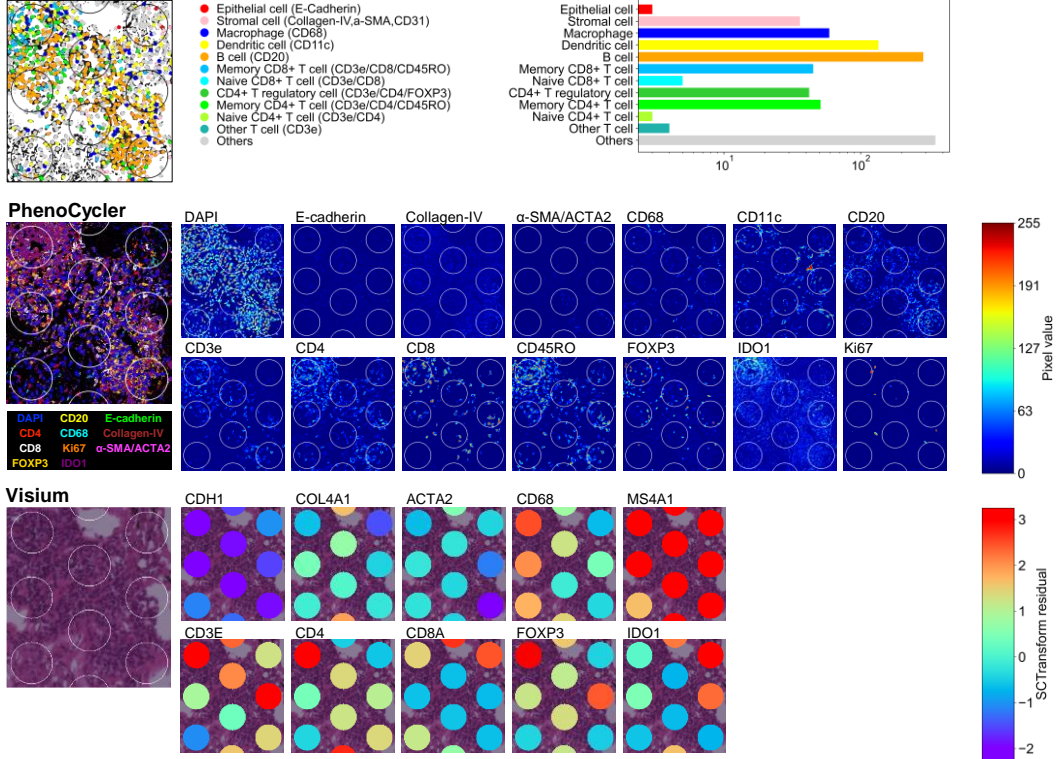 Epithelial cell (E-Cadherin)
Stromal cell (Collagen-IV,a-SMA,CD31)
Macrophage (CD68)
Dendritic cell (CD11c)
B cell (CD20)
Memory CD8+ T cell (CD3e/CD8/CD45RO)
Naive CD8+ T cell (CD3e/CD8)
CD4+ T regulatory cell (CD3e/CD4/FOXP3)
Memory CD4+ T cell (CD3e/CD4/CD45RO)
Naive CD4+ T cell (CD3e/CD4)
Other T cell (CD3e)
Others
Epithelial cell
Stromal cell
Macrophage
Dendritic cell
B cell
Memory CD8+ T cell
Naive CD8+ T cell
CD4+ T regulatory cell
Memory CD4+ T cell
Naive CD4+ T cell
Other T cell
Others
10^1 10^2
PhenoCycler
DAPI E-cadherin Collagen-IV α-SMA/ACTA2 CD68 CD11c CD20
CD3e CD4 CD8 CD45RO FOXP3 IDO1 Ki67
255
191
127
63
0
Pixel value
DAPI CD20 E-cadherin
CD4 CD68 Collagen-IV
CD8 Ki67 α-SMA/ACTA2
FOXP3 IDO1
Visium
CDH1 COL4A1 ACTA2 CD68 MS4A1
CD3E CD4 CD8A FOXP3 IDO1
3
2
1
0
−1
−2
SCTransform residual